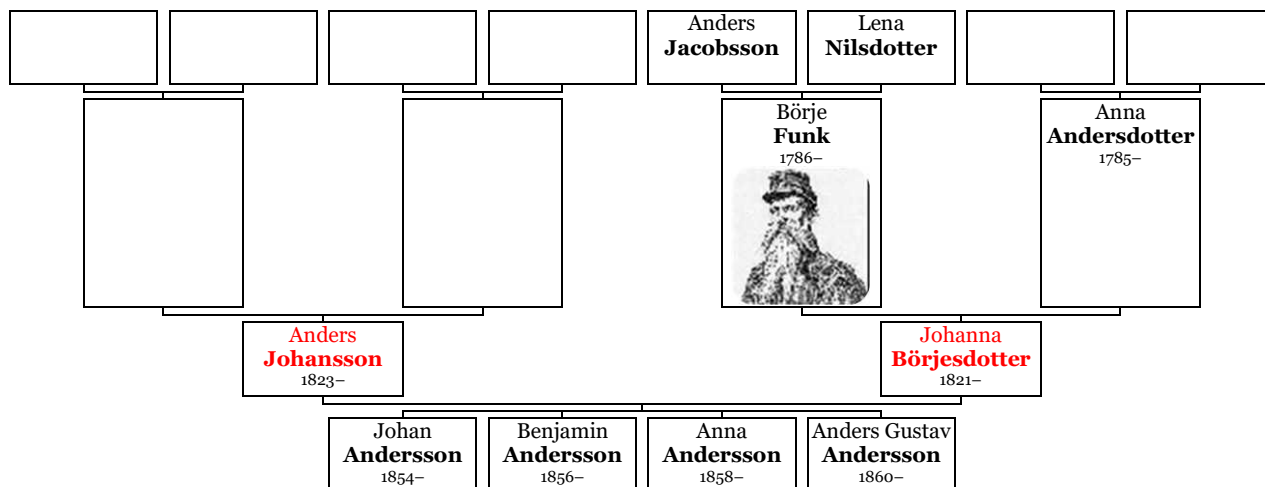 Anders
Jacobsson
Lena
Nilsdotter
Börje
Funk
1786–
Anna
Andersdotter
1785–
Anders
Johansson
1823–
Johanna
Börjesdotter
1821–
Johan
Andersson
1854–
Benjamin
Andersson
1856–
Anna
Andersson
1858–
Anders Gustav
Andersson
1860–